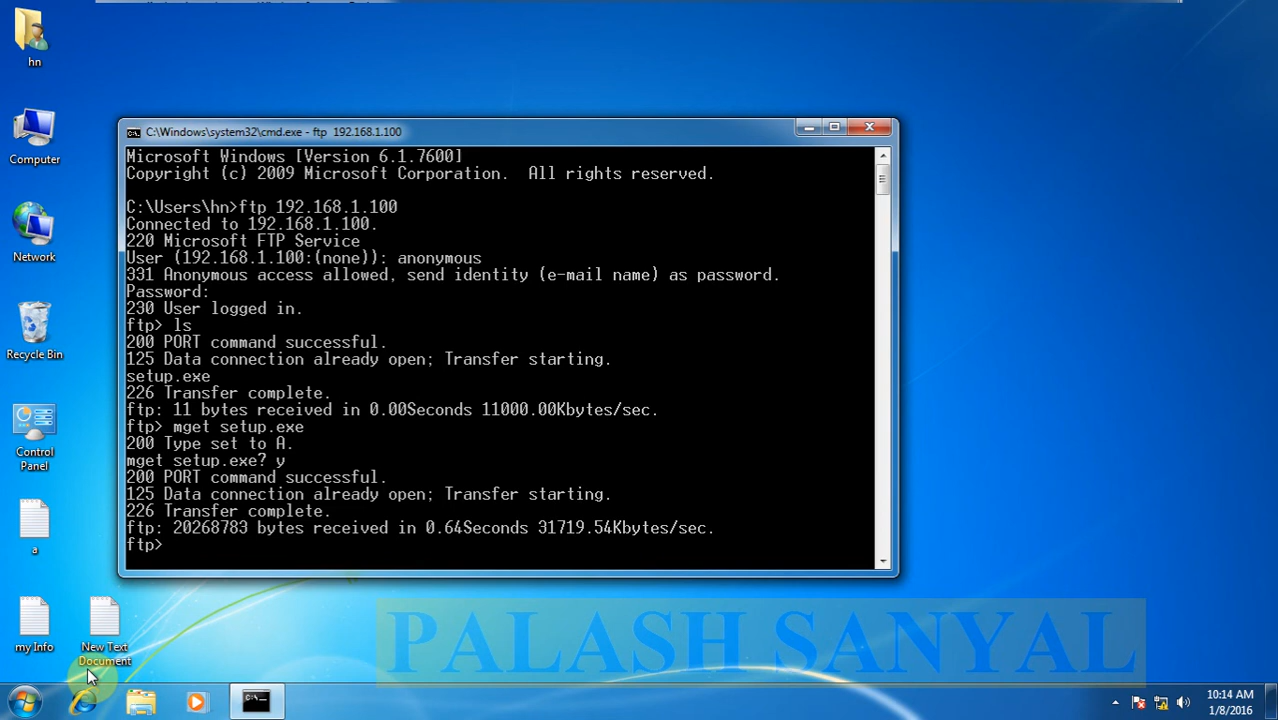 hn
Computer
Network
Recycle Bin
Control
Panel
a
my Info
New Text
Document
C:\Windows\system32\cmd.exe - ftp  192.168.1.100
Microsoft Windows [Version 6.1.7600]
Copyright (c) 2009 Microsoft Corporation.  All rights reserved.
C:\Users\hn>ftp 192.168.1.100
Connected to 192.168.1.100.
220 Microsoft FTP Service
User (192.168.1.100:(none)): anonymous
331 Anonymous access allowed, send identity (e-mail name) as password.
Password:
230 User logged in.
ftp> ls
200 PORT command successful.
125 Data connection already open; Transfer starting.
setup.exe
226 Transfer complete.
ftp: 11 bytes received in 0.00Seconds 11000.00Kbytes/sec.
ftp> mget setup.exe
200 Type set to A.
mget setup.exe? y
200 PORT command successful.
125 Data connection already open; Transfer starting.
226 Transfer complete.
ftp: 20268783 bytes received in 0.64Seconds 31719.54Kbytes/sec.
ftp>
PALASH SANYAL
10:14 AM
1/8/2016